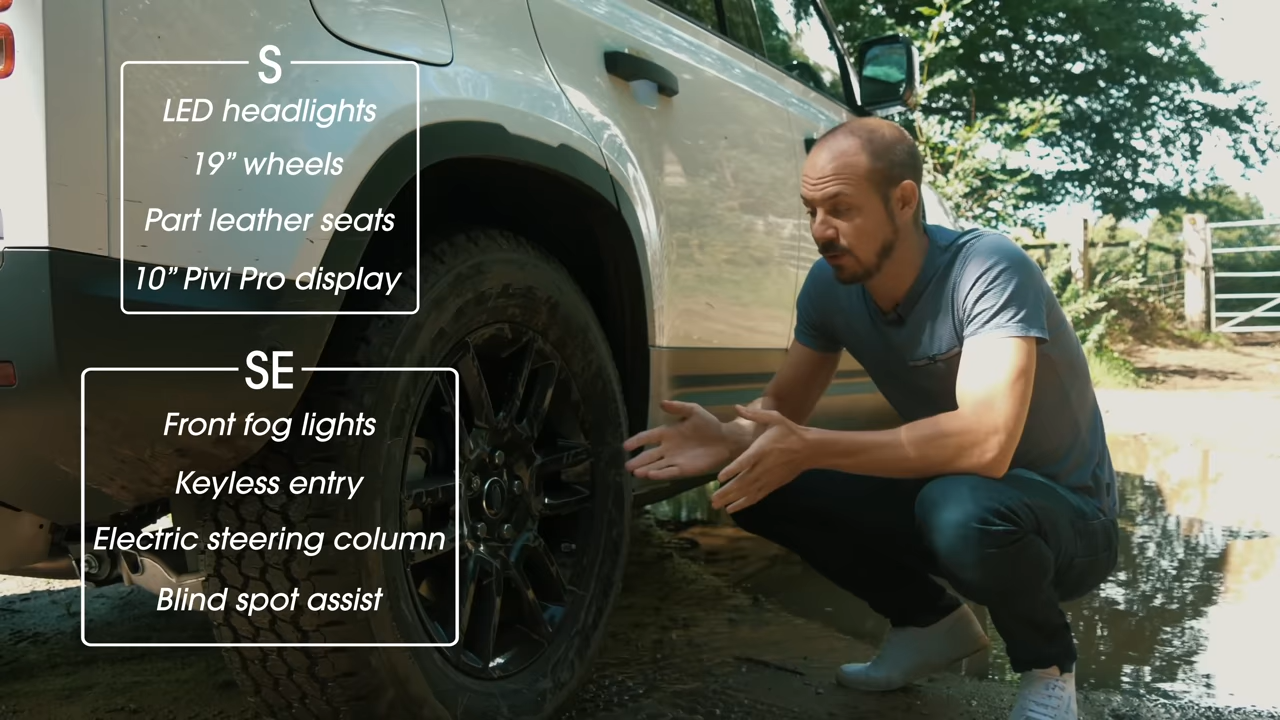 S
LED headlights
19” wheels
Part leather seats
10” Pivi Pro display
SE
Front fog lights
Keyless entry
Electric steering column
Blind spot assist